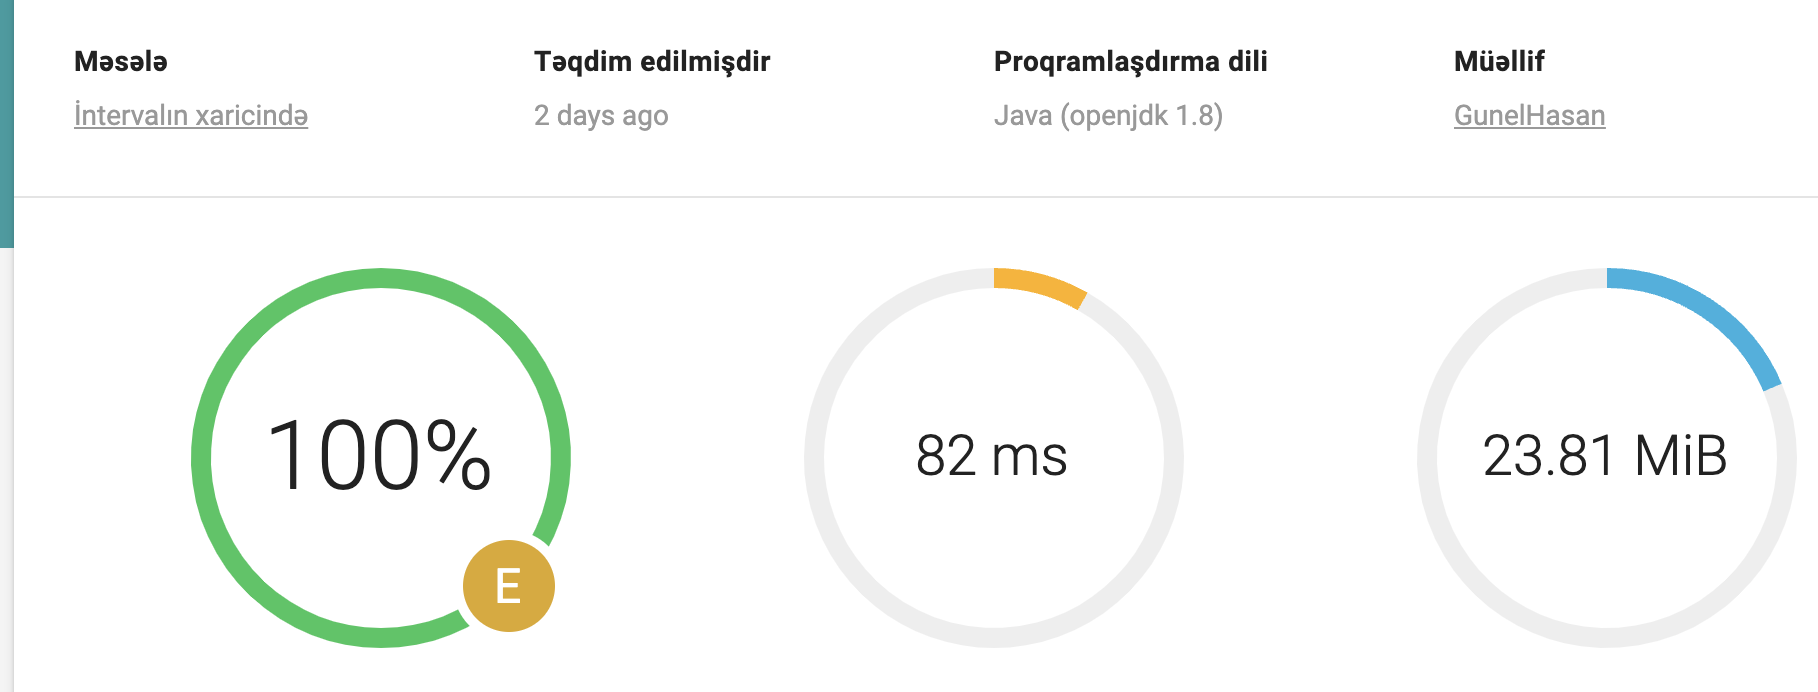 Məsələ
İntervalın xaricində
Təqdim edilmişdir
2 days ago
Proqramlaşdırma dili
Java (openjdk 1.8)
Müəllif
GunelHasan
100%
E
82 ms
23.81 MiB